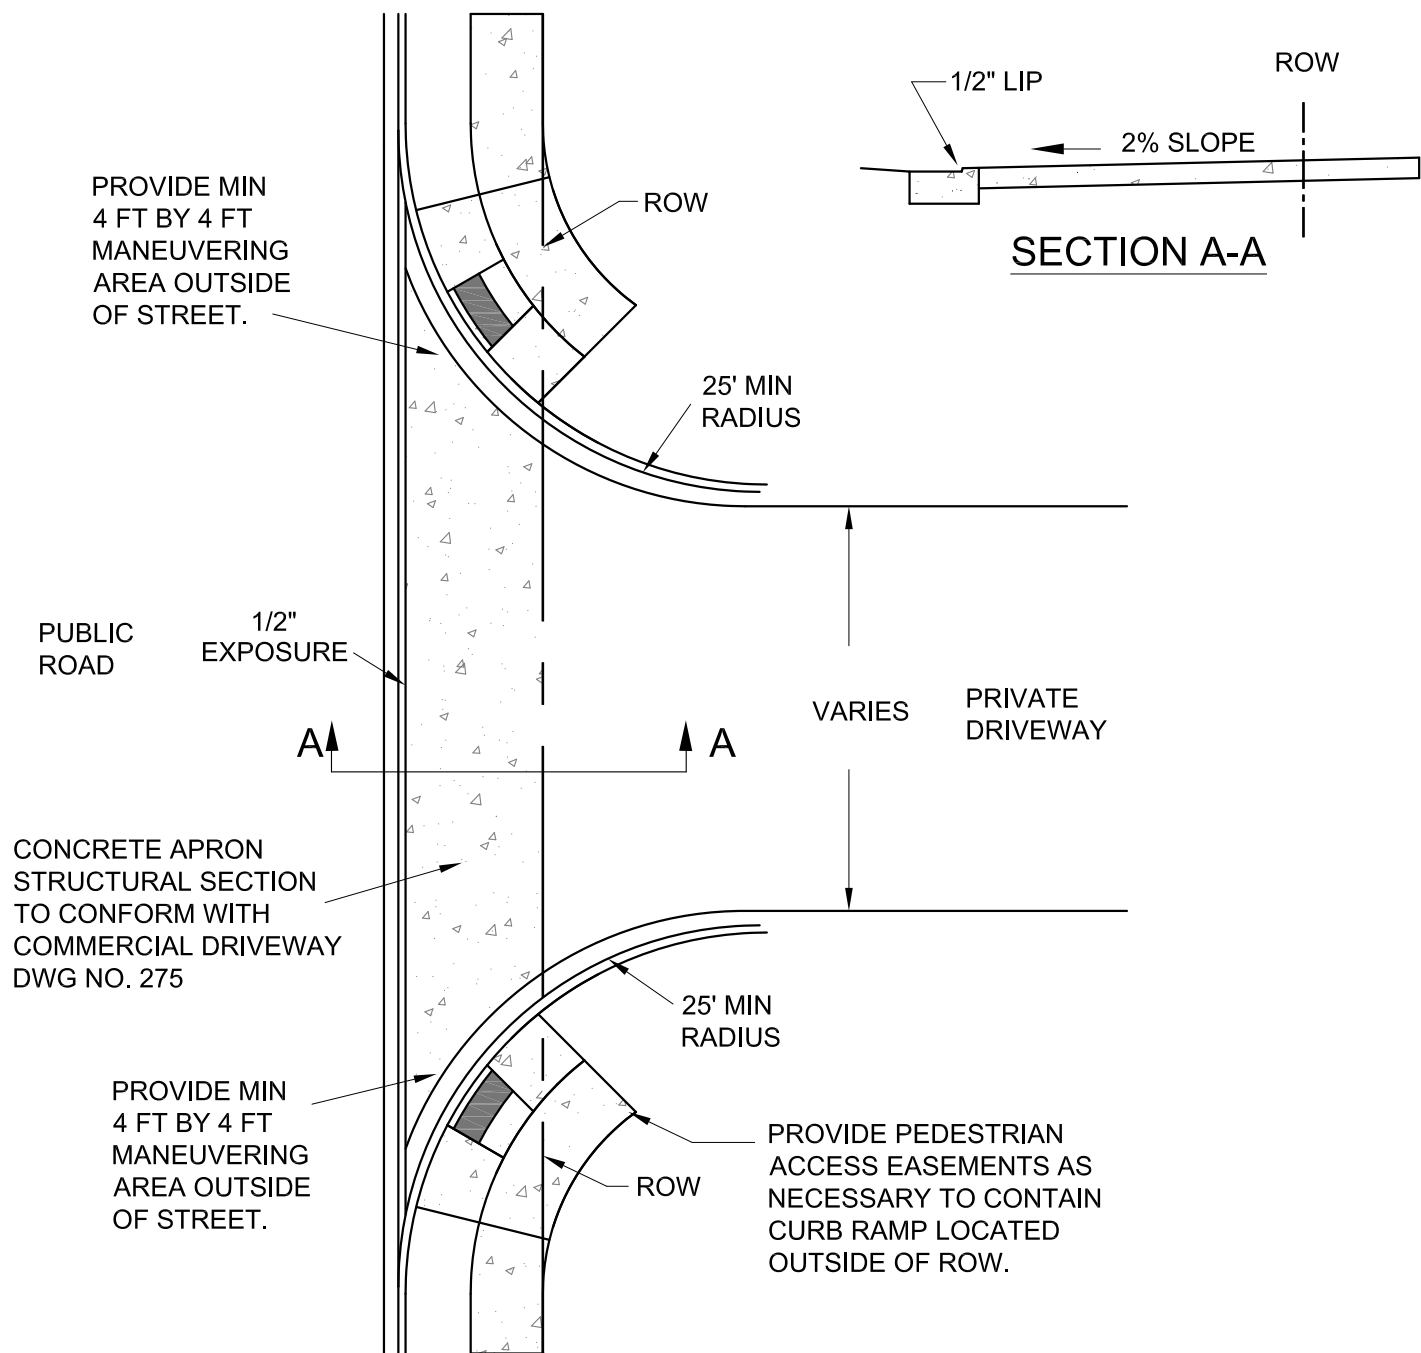 1/2" LIP
ROW
2% SLOPE
SECTION A-A
PROVIDE MIN
4 FT BY 4 FT
MANEUVERING
AREA OUTSIDE
OF STREET.
ROW
25' MIN
RADIUS
PUBLIC
ROAD
1/2"
EXPOSURE
VARIES
PRIVATE
DRIVEWAY
A
A
CONCRETE APRON
STRUCTURAL SECTION
TO CONFORM WITH
COMMERCIAL DRIVEWAY
DWG NO. 275
25' MIN
RADIUS
PROVIDE MIN
4 FT BY 4 FT
MANEUVERING
AREA OUTSIDE
OF STREET.
ROW
PROVIDE PEDESTRIAN
ACCESS EASEMENTS AS
NECESSARY TO CONTAIN
CURB RAMP LOCATED
OUTSIDE OF ROW.